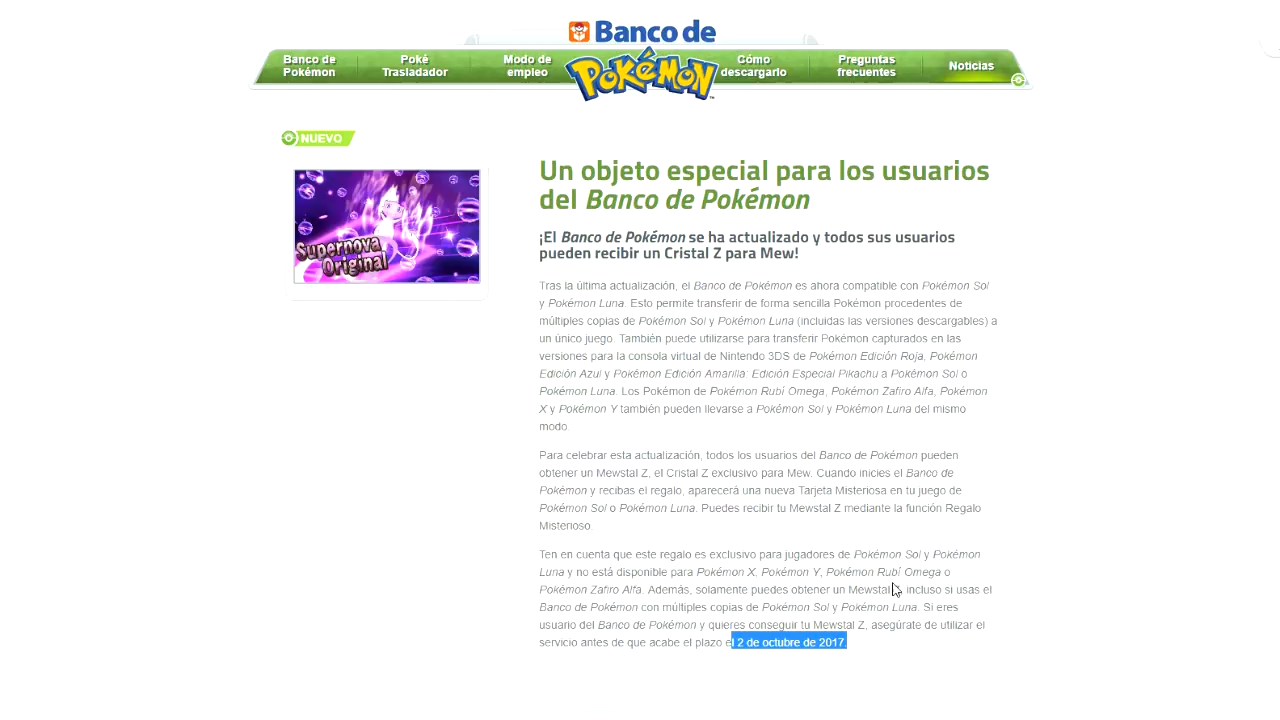 Banco de
POKÉMON
Banco de
Pokémon
Poké
Trasladador
Modo de
empleo
Cómo
descargarlo
Preguntas
frecuentes
Noticias
NUEVO
Supernova
Original
Un objeto especial para los usuarios
del Banco de Pokémon
¡El Banco de Pokémon se ha actualizado y todos sus usuarios
pueden recibir un Cristal Z para Mew!
Tras la última actualización, el Banco de Pokémon es ahora compatible con Pokémon Sol
y Pokémon Luna. Esto permite transferir de forma sencilla Pokémon procedentes de
múltiples copias de Pokémon Sol y Pokémon Luna (incluidas las versiones descargables) a
un único juego. También puede utilizarse para transferir Pokémon capturados en las
versiones para la consola virtual de Nintendo 3DS de Pokémon Edición Roja, Pokémon
Edición Azul y Pokémon Edición Amarilla: Edición Especial Pikachu a Pokémon Sol o
Pokémon Luna. Los Pokémon de Pokémon Rubí Omega, Pokémon Zafiro Alfa, Pokémon
X y Pokémon Y también pueden llevarse a Pokémon Sol y Pokémon Luna del mismo
modo.
Para celebrar esta actualización, todos los usuarios del Banco de Pokémon pueden
obtener un Mewstal Z, el Cristal Z exclusivo para Mew. Cuando inicies el Banco de
Pokémon y recibas el regalo, aparecerá una nueva Tarjeta Misteriosa en tu juego de
Pokémon Sol o Pokémon Luna. Puedes recibir tu Mewstal Z mediante la función Regalo
Misterioso.
Ten en cuenta que este regalo es exclusivo para jugadores de Pokémon Sol y Pokémon
Luna y no está disponible para Pokémon X, Pokémon Y, Pokémon Rubí Omega o
Pokémon Zafiro Alfa. Además, solamente puedes obtener un Mewstal Z, incluso si usas el
Banco de Pokémon con múltiples copias de Pokémon Sol y Pokémon Luna. Si eres
usuario del Banco de Pokémon y quieres conseguir tu Mewstal Z, asegúrate de utilizar el
servicio antes de que acabe el plazo el 2 de octubre de 2017.